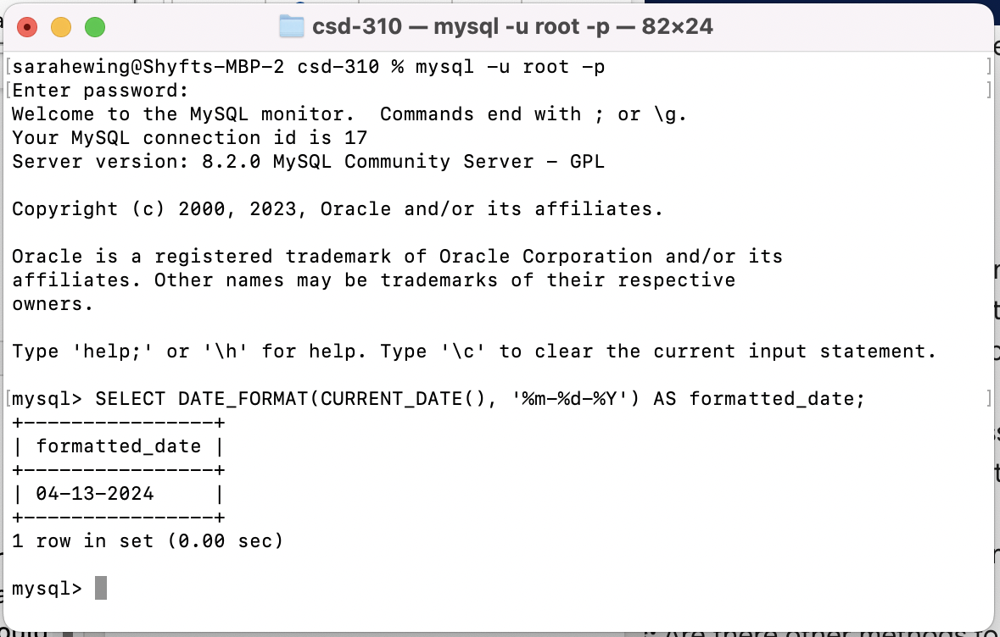 csd-310 — mysql -u root -p — 82×24
[sarahewing@Shyfts-MBP-2 csd-310 % mysql -u root -p ]
[Enter password: ]
Welcome to the MySQL monitor.  Commands end with ; or \g.
Your MySQL connection id is 17
Server version: 8.2.0 MySQL Community Server - GPL
Copyright (c) 2000, 2023, Oracle and/or its affiliates.
Oracle is a registered trademark of Oracle Corporation and/or its
affiliates. Other names may be trademarks of their respective
owners.
Type 'help;' or '\h' for help. Type '\c' to clear the current input statement.
[mysql> SELECT DATE_FORMAT(CURRENT_DATE(), '%m-%d-%Y') AS formatted_date; ]
+----------------+
| formatted_date |
+----------------+
| 04-13-2024     |
+----------------+
1 row in set (0.00 sec)
mysql>
Are there other methods to